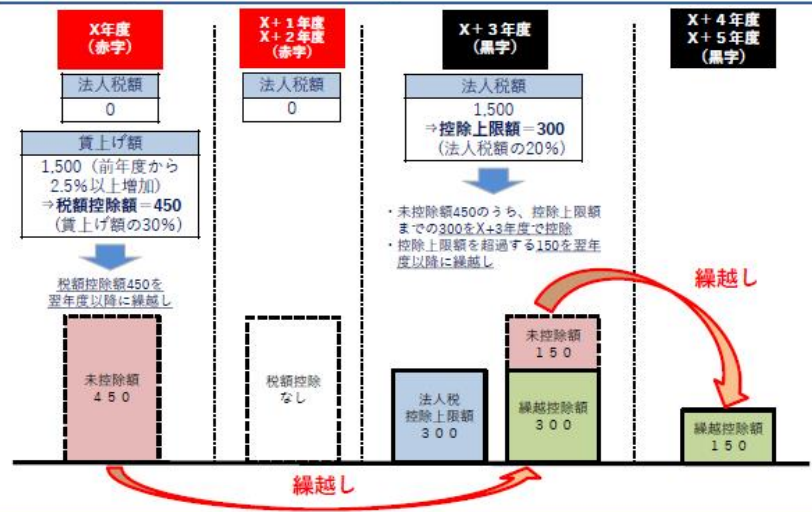 X年度
(赤字)
法人税額
0
賃上げ額
1,500（前年度から
2.5%以上増加）
⇒税額控除額＝450
（賃上げ額の30%）
税額控除額450を
翌年度以降に繰越し
未控除額
４５０
X＋１年度
X＋２年度
(赤字)
法人税額
0
税額控除
なし
X＋３年度
(黒字)
法人税額
1,500
⇒控除上限額＝300
（法人税額の20%）
・未控除額450のうち、控除上限額
までの300をX+3年度で控除
・控除上限額を超過する150を翌年
度以降に繰越し
法人税
控除上限額
３００
未控除額
１５０
繰越控除額
３００
X＋４年度
X＋５年度
(黒字)
繰越し
繰越控除額
１５０
繰越し